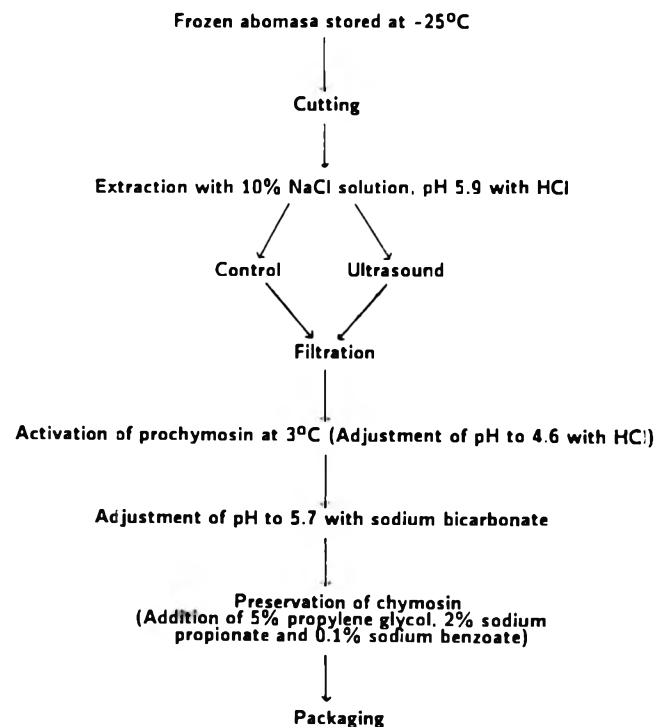 Frozen abomasa stored at -25°C
Cutting
Extraction with 10% NaCl solution, pH 5.9 with HCl
Control Ultrasound
Filtration
Activation of prochymosin at 3°C (Adjustment of pH to 4.6 with HCl)
Adjustment of pH to 5.7 with sodium bicarbonate
Preservation of chymosin
(Addition of 5% propylene glycol, 2% sodium
propionate and 0.1% sodium benzoate)
Packaging